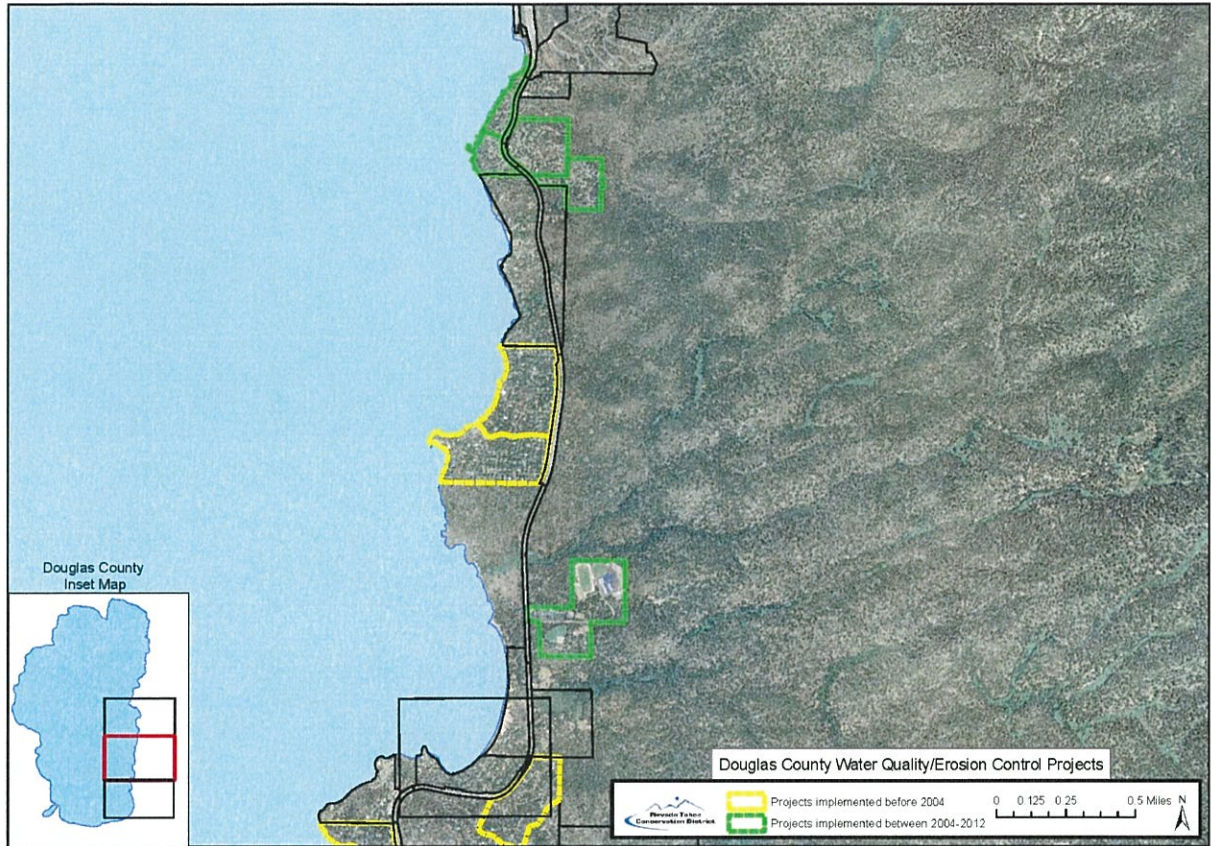 Douglas County
Inset Map
Douglas County Water Quality/Erosion Control Projects
Nevada Tahoe
Conservation District
Projects implemented before 2004
Projects implemented between 2004-2012
0 0.125 0.25 0.5 Miles N